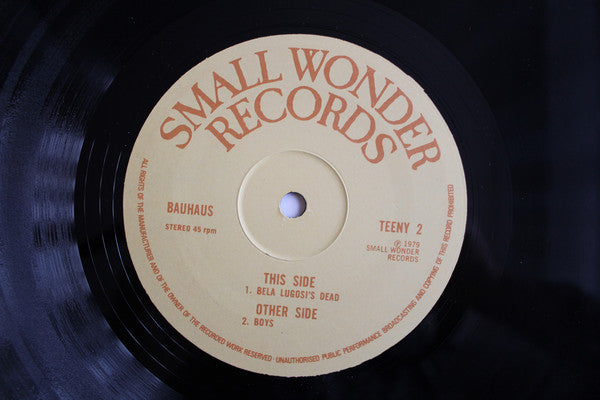 SMALL WONDER
RECORDS
BAUHAUS
STEREO 45 rpm
TEENY 2
℗ 1979
SMALL WONDER
RECORDS
THIS SIDE
1. BELA LUGOSI'S DEAD
OTHER SIDE
2. BOYS
ALL RIGHTS OF THE MANUFACTURER AND OF THE OWNER OF THE RECORDED WORK RESERVED · UNAUTHORISED PUBLIC PERFORMANCE BROADCASTING AND COPYING OF THIS RECORD PROHIBITED